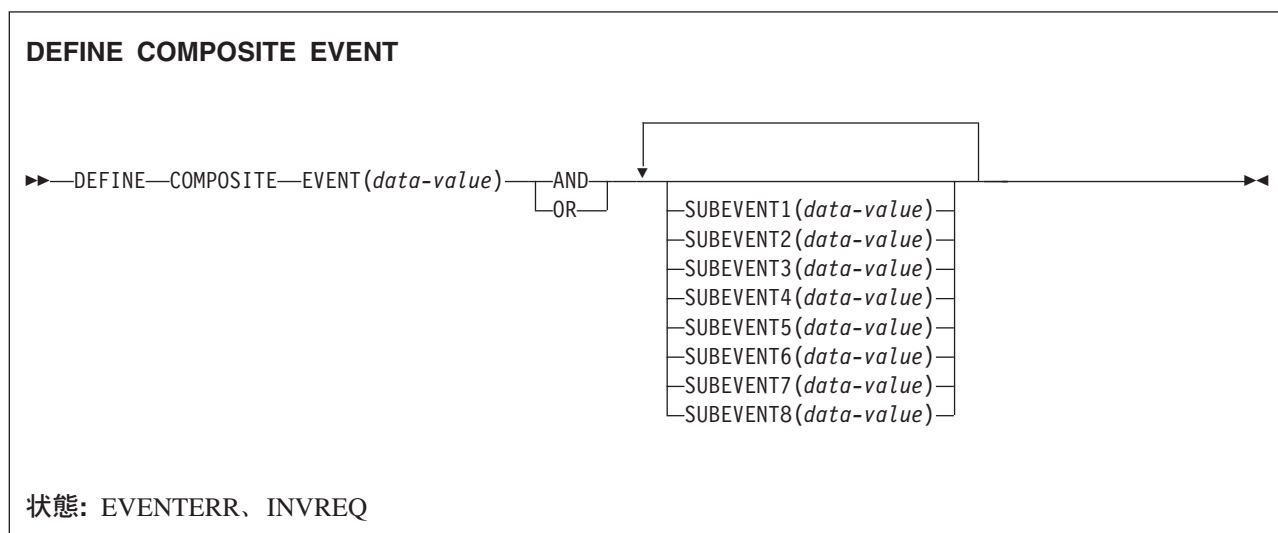 DEFINE COMPOSITE EVENT
DEFINE COMPOSITE EVENT(data-value) AND
OR
SUBEVENT1(data-value)
SUBEVENT2(data-value)
SUBEVENT3(data-value)
SUBEVENT4(data-value)
SUBEVENT5(data-value)
SUBEVENT6(data-value)
SUBEVENT7(data-value)
SUBEVENT8(data-value)
状態: EVENTERR、INVREQ